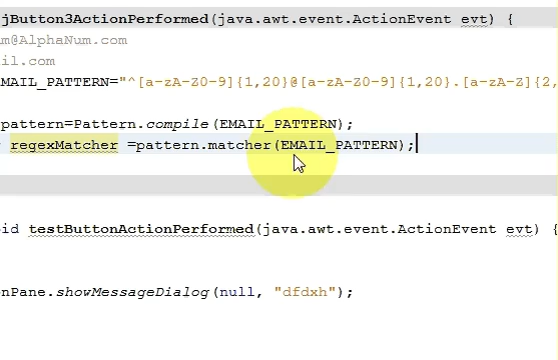 jButton3ActionPerformed(java.awt.event.ActionEvent evt) {
m@AlphaNum.com
il.com
MAIL_PATTERN="^[a-zA-Z0-9]{1,20}@[a-zA-Z0-9]{1,20}.[a-zA-Z]{2,
pattern=Pattern.compile(EMAIL_PATTERN);
regexMatcher =pattern.matcher(EMAIL_PATTERN);
id testButtonActionPerformed(java.awt.event.ActionEvent evt) {
nPane.showMessageDialog(null, "dfdxh");